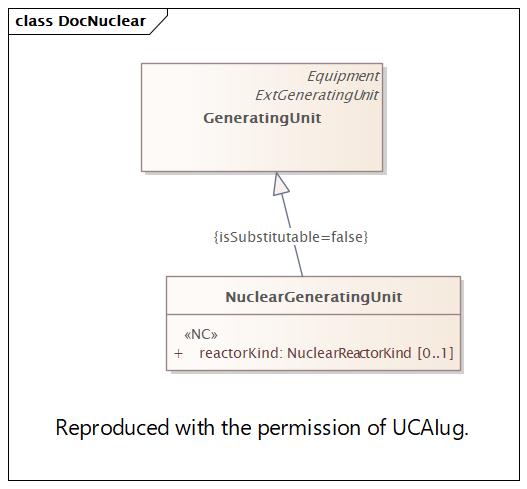 class DocNuclear
Equipment
ExtGeneratingUnit
GeneratingUnit
{isSubstitutable=false}
NuclearGeneratingUnit
«NC»
+ reactorKind: NuclearReactorKind [0..1]
Reproduced with the permission of UCAIug.